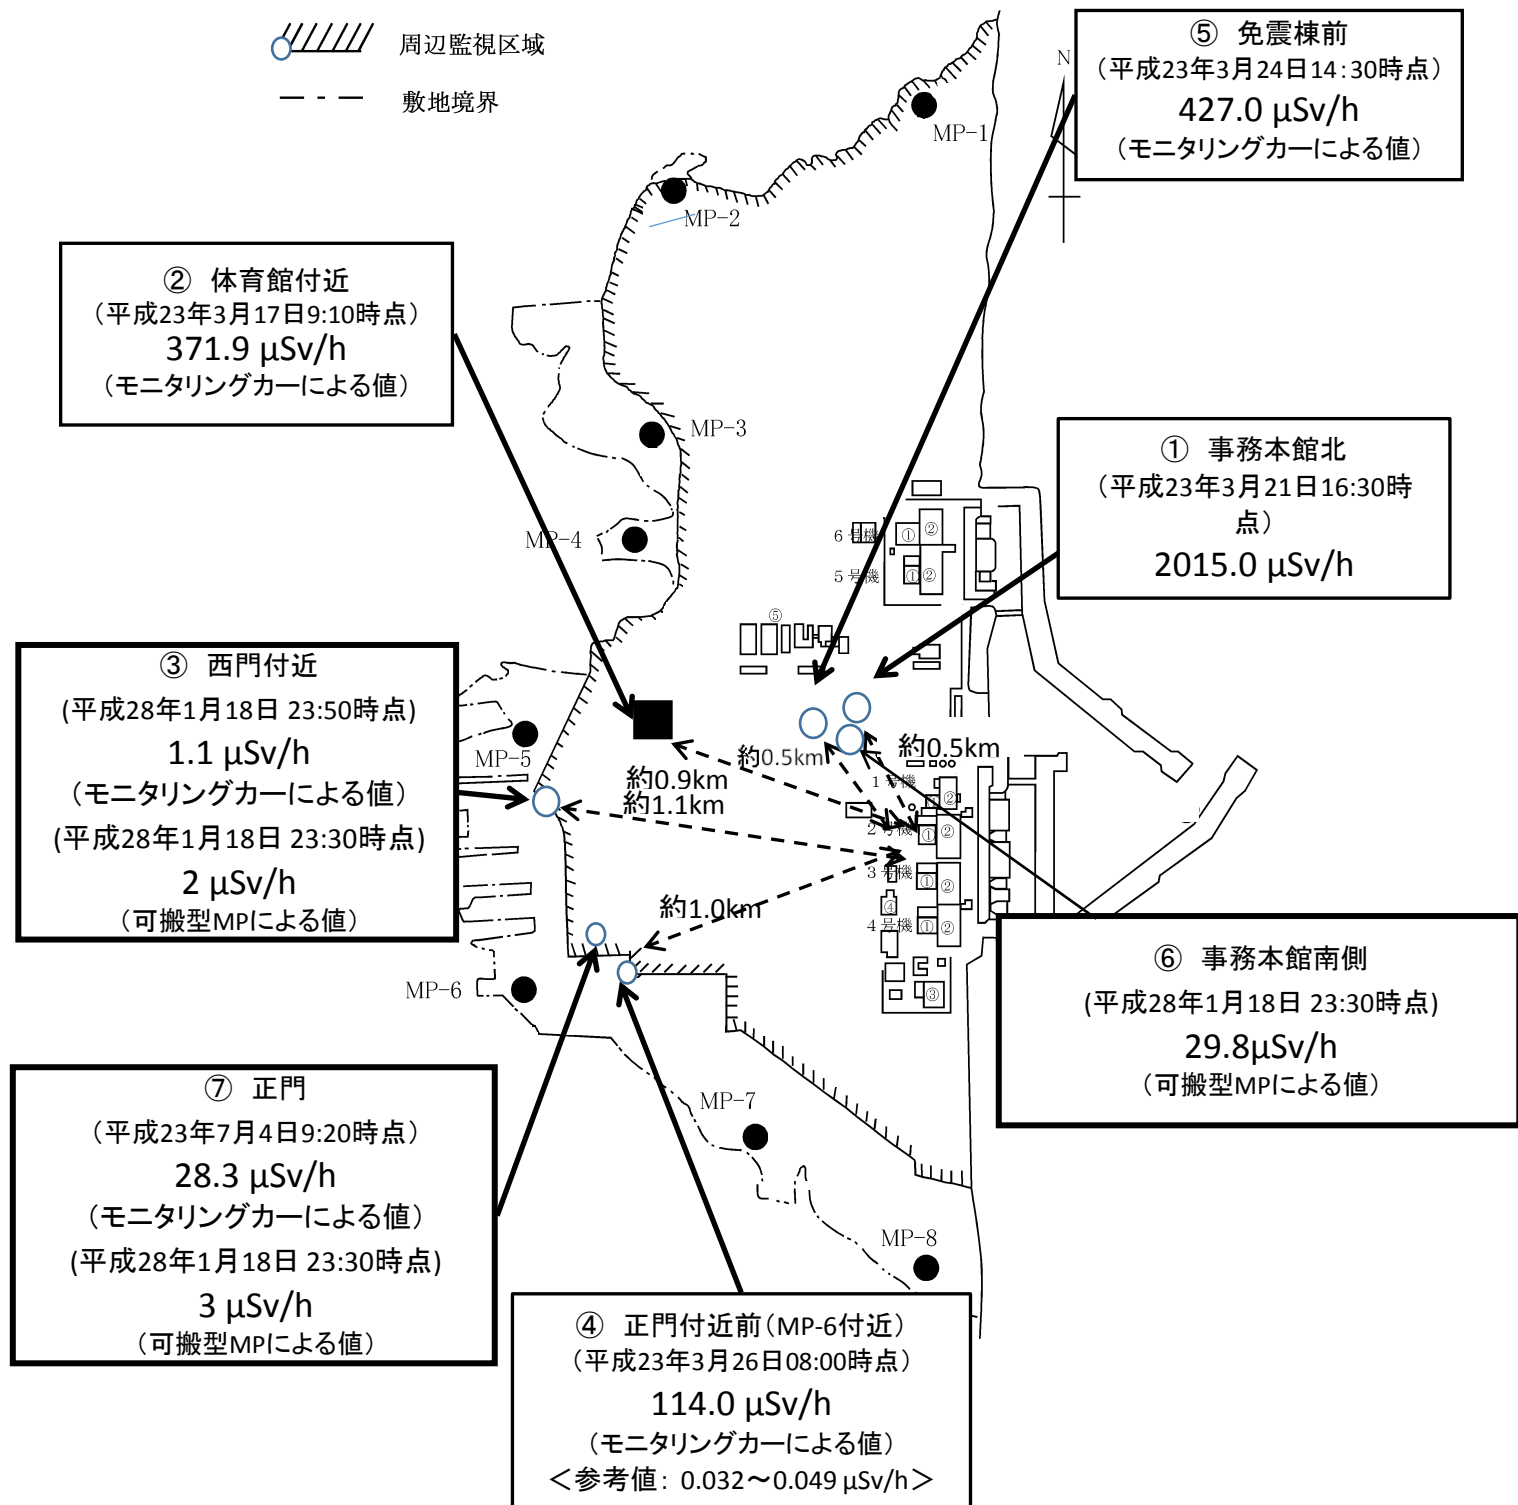 周辺監視区域
敷地境界
N
⑤ 免震棟前
（平成23年3月24日14:30時点）
427.0 μSv/h
（モニタリングカーによる値）
MP-1
MP-2
② 体育館付近
（平成23年3月17日9:10時点）
371.9 μSv/h
（モニタリングカーによる値）
MP-3
① 事務本館北
（平成23年3月21日16:30時
点）
2015.0 μSv/h
MP-4
6号機
①
②
5号機
①
②
⑤
③ 西門付近
(平成28年1月18日 23:50時点)
1.1 μSv/h
（モニタリングカーによる値）
(平成28年1月18日 23:30時点)
2 μSv/h
（可搬型MPによる値）
MP-5
約0.5km
約0.5km
約0.9km
約1.1km
1号機
①
②
2号機
①
②
3号機
①
②
④
4号機
①
②
③
約1.0km
MP-6
⑥ 事務本館南側
(平成28年1月18日 23:30時点)
29.8μSv/h
（可搬型MPによる値）
⑦ 正門
（平成23年7月4日9:20時点）
28.3 μSv/h
（モニタリングカーによる値）
(平成28年1月18日 23:30時点)
3 μSv/h
（可搬型MPによる値）
MP-7
MP-8
④ 正門付近前（MP-6付近）
（平成23年3月26日08:00時点）
114.0 μSv/h
（モニタリングカーによる値）
＜参考値： 0.032～0.049 μSv/h＞